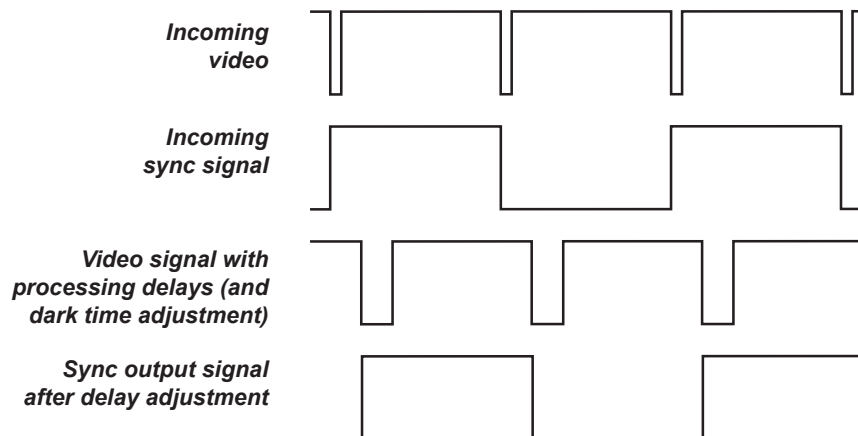 Incoming
video
Incoming
sync signal
Video signal with
processing delays (and
dark time adjustment)
Sync output signal
after delay adjustment